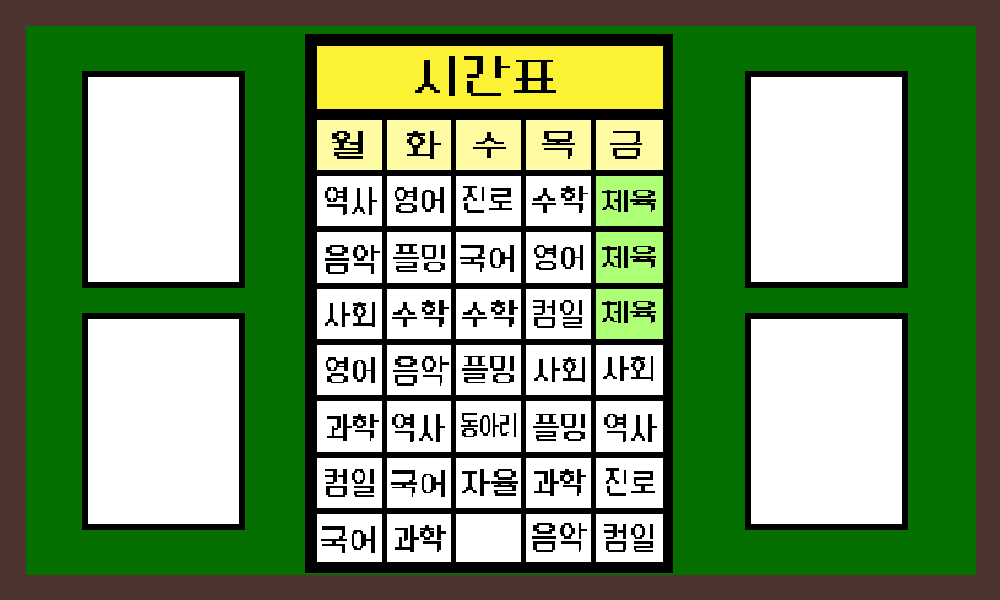 시간표
월 화 수 목 금
역사 영어 진로 수학 체육
음악 플밍 국어 영어 체육
사회 수학 수학 컴일 체육
영어 음악 플밍 사회 사회
과학 역사 동아리 플밍 역사
컴일 국어 자율 과학 진로
국어 과학 음악 컴일